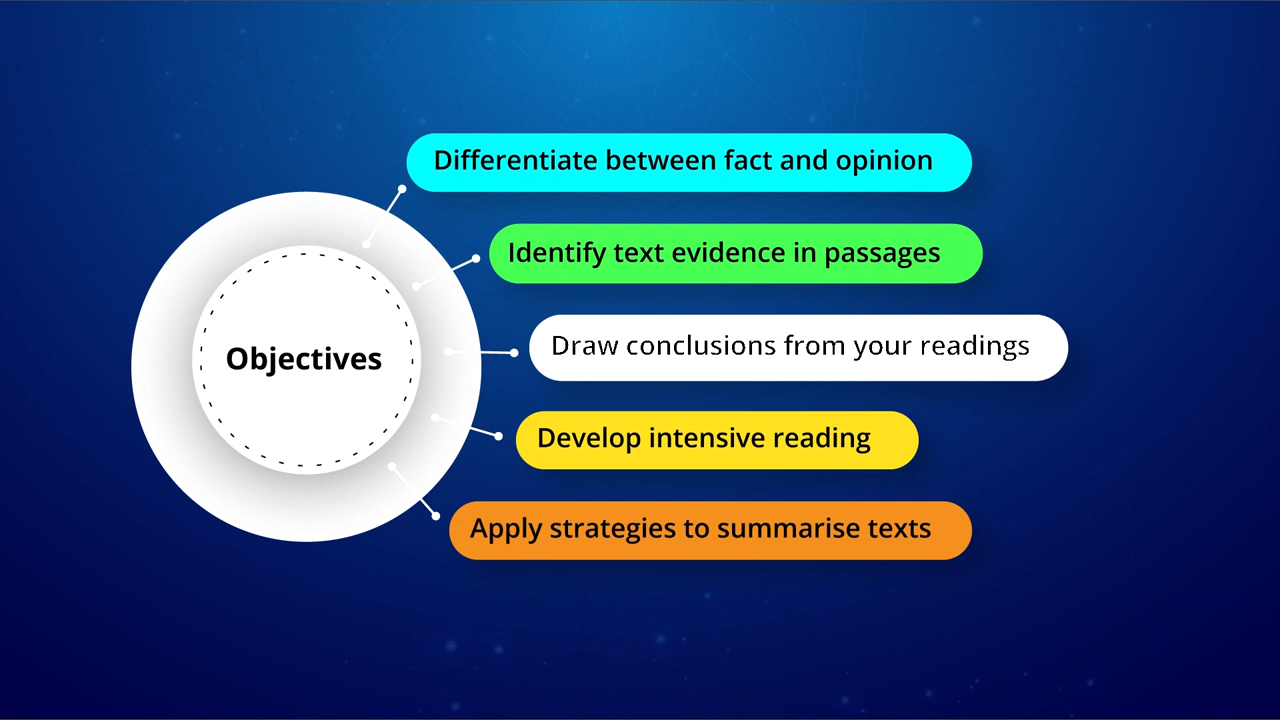 Differentiate between fact and opinion
Identify text evidence in passages
Objectives
Draw conclusions from your readings
Develop intensive reading
Apply strategies to summarise texts